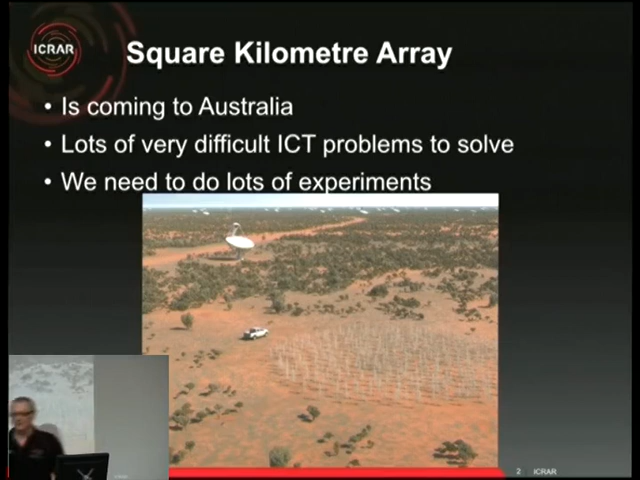 ICRAR
Square Kilometre Array
• Is coming to Australia
• Lots of very difficult ICT problems to solve
• We need to do lots of experiments
2 ICRAR